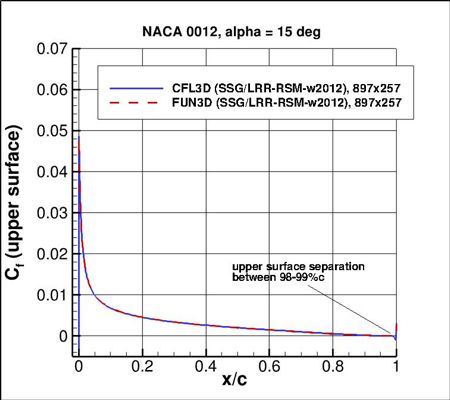 NACA 0012, alpha = 15 deg
0.07
CFL3D (SSG/LRR-RSM-w2012), 897x257
FUN3D (SSG/LRR-RSM-w2012), 897x257
0.06
0.05
0.04
0.03
0.02
0.01
0
Cf (upper surface)
upper surface separation
between 98-99%c
0 0.2 0.4 0.6 0.8 1
x/c